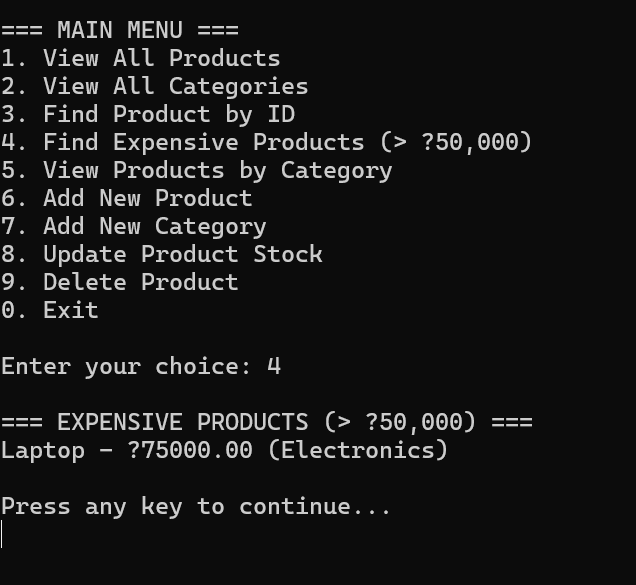 === MAIN MENU ===
1. View All Products
2. View All Categories
3. Find Product by ID
4. Find Expensive Products (> ?50,000)
5. View Products by Category
6. Add New Product
7. Add New Category
8. Update Product Stock
9. Delete Product
0. Exit
Enter your choice: 4
=== EXPENSIVE PRODUCTS (> ?50,000) ===
Laptop - ?75000.00 (Electronics)
Press any key to continue...